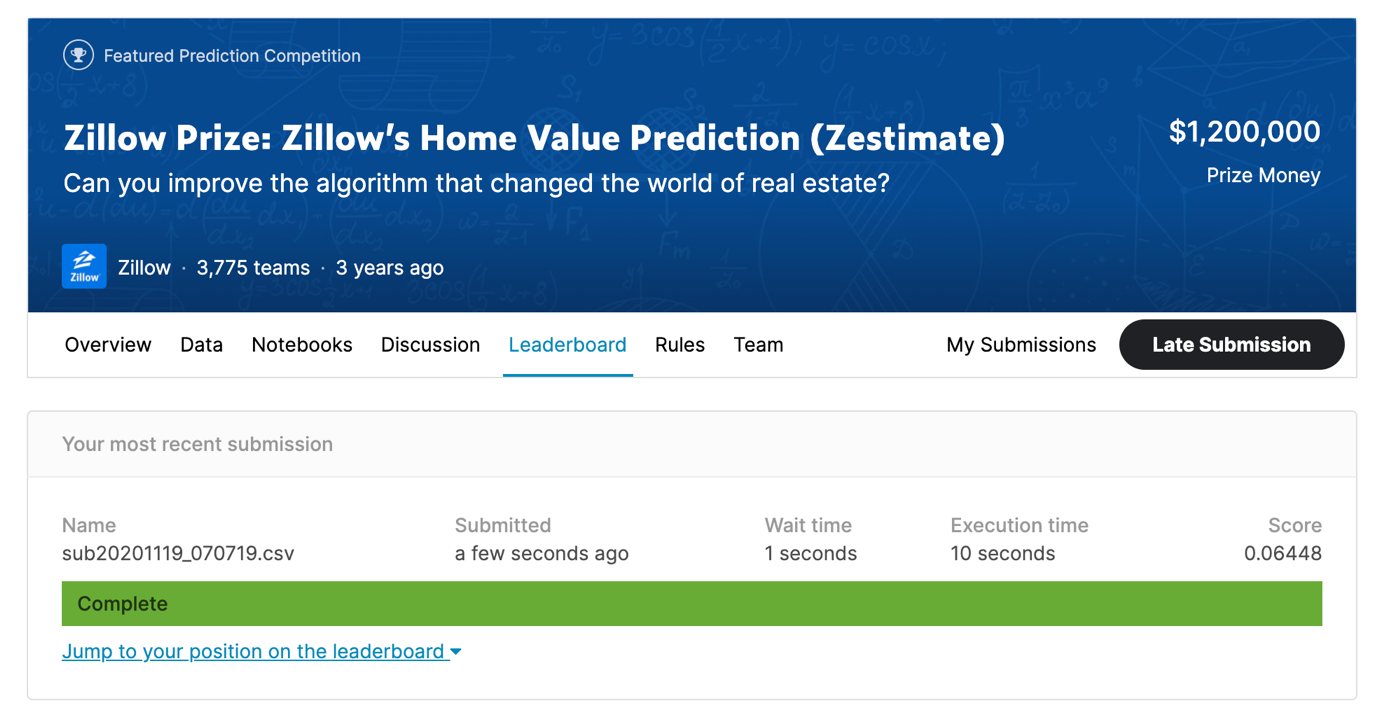 Featured Prediction Competition
Zillow Prize: Zillow’s Home Value Prediction (Zestimate)
$1,200,000
Can you improve the algorithm that changed the world of real estate?
Prize Money
Zillow
Zillow · 3,775 teams · 3 years ago
Overview Data Notebooks Discussion Leaderboard Rules Team My Submissions Late Submission
Your most recent submission
Name Submitted Wait time Execution time Score
sub20201119_070719.csv a few seconds ago 1 seconds 10 seconds 0.06448
Complete
Jump to your position on the leaderboard